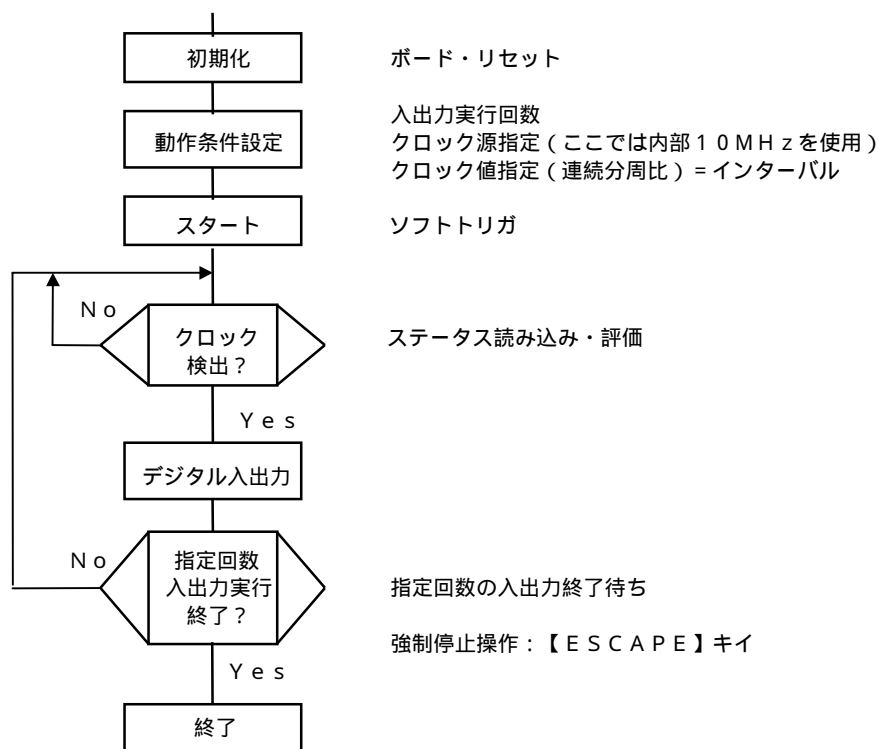 初期化
ボード・リセット
動作条件設定
入出力実行回数
クロック源指定(ここでは内部10MHzを使用)
クロック値指定(連続分周比)=インターバル
スタート
ソフトトリガ
No
クロック
検出?
ステータス読み込み・評価
Yes
デジタル入出力
No
指定回数
入出力実行
終了?
指定回数の入出力終了待ち
強制停止操作:【ESCAPE】キイ
Yes
終了